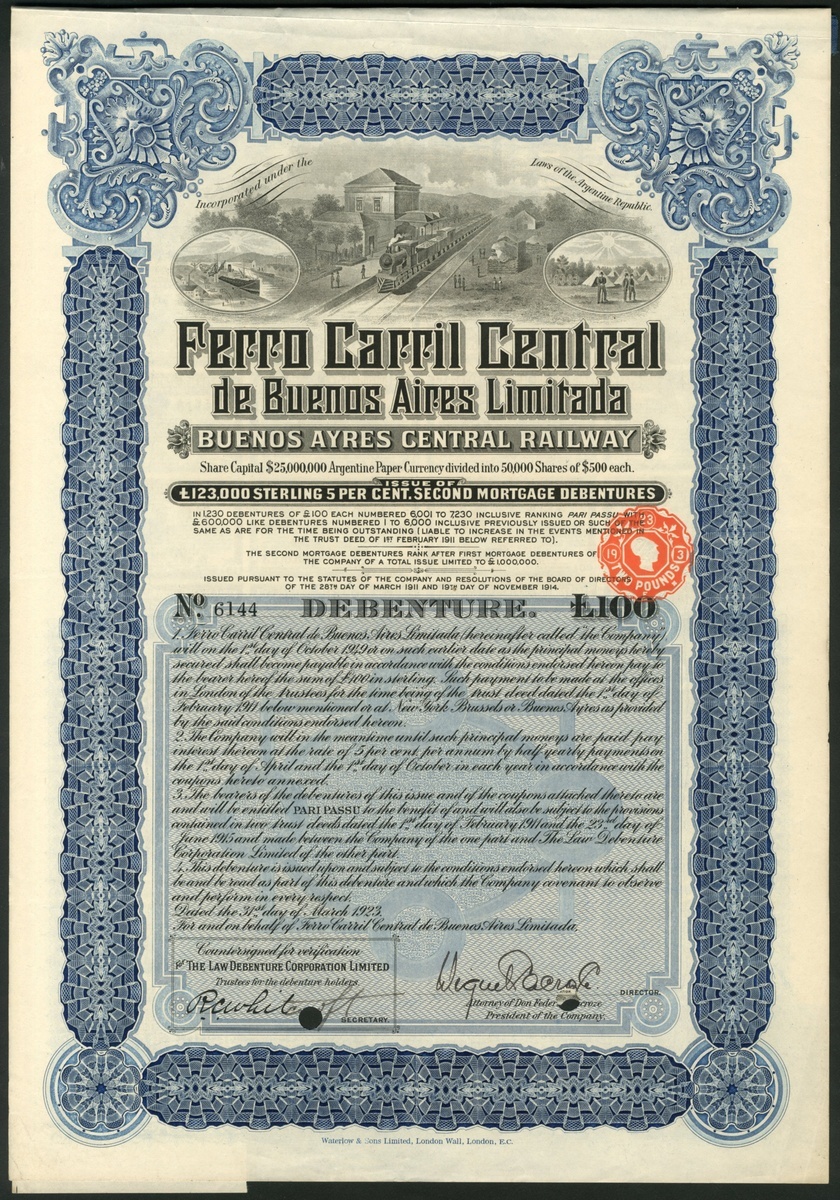 Incorporated under the
Laws of the Argentine Republic.
Ferro Carril Central
de Buenos Aires Limitada
BUENOS AYRES CENTRAL RAILWAY
Share Capital $25,000,000 Argentine Paper Currency divided into 50,000 Shares of $500 each.
ISSUE OF
£123,000 STERLING 5 PER CENT. SECOND MORTGAGE DEBENTURES
IN 1,230 DEBENTURES OF £100 EACH NUMBERED 6,001 TO 7,230 INCLUSIVE RANKING PARI PASSU WITH
£600,000 LIKE DEBENTURES NUMBERED 1 TO 6,000 INCLUSIVE PREVIOUSLY ISSUED OR SUCH OF THE
SAME AS ARE FOR THE TIME BEING OUTSTANDING (LIABLE TO INCREASE IN THE EVENTS MENTIONED IN
THE TRUST DEED OF 1ST FEBRUARY 1911 BELOW REFERRED TO).
THE SECOND MORTGAGE DEBENTURES RANK AFTER FIRST MORTGAGE DEBENTURES OF
THE COMPANY OF A TOTAL ISSUE LIMITED TO £1,000,000.
ISSUED PURSUANT TO THE STATUTES OF THE COMPANY AND RESOLUTIONS OF THE BOARD OF DIRECTORS
OF THE 28TH DAY OF MARCH 1911 AND 19TH DAY OF NOVEMBER 1914.
23
19 3
TWO POUNDS
No. 6144 DEBENTURE. £100
1. Ferro Carril Central de Buenos Aires Limitada (hereinafter called "the Company")
will on the 1st day of October 1949 or on such earlier date as the principal moneys hereby
secured shall become payable in accordance with the conditions endorsed hereon pay to
the bearer hereof the sum of £100 in sterling. Such payment to be made at the offices
in London of the trustees for the time being of the trust deed dated the 1st day of
February 1911 below mentioned or at New York Brussels or Buenos Ayres as provided
by the said conditions endorsed hereon.
2. The Company will in the meantime until such principal moneys are paid, pay
interest thereon at the rate of 5 per cent. per annum by half yearly payments on
the 1st day of April and the 1st day of October in each year in accordance with the
coupons hereto annexed.
3. The bearers of the debentures of this issue and of the coupons attached thereto are
and will be entitled PARI PASSU to the benefit of and will also be subject to the provisions
contained in two trust deeds dated the 1st day of February 1911 and the 23rd day of
June 1915 and made between the Company of the one part and The Law Debenture
Corporation Limited of the other part.
4. This debenture is issued upon and subject to the conditions endorsed hereon which shall
be and be read as part of this debenture and which the Company covenant to observe
and perform in every respect.
Dated the 31st day of March 1923.
For and on behalf of Ferro Carril Central de Buenos Aires Limitada,
Countersigned for verification
for THE LAW DEBENTURE CORPORATION LIMITED
Trustees for the debenture holders.
SECRETARY.
DIRECTOR.
Attorney of Don Federico Lacroze
President of the Company.
Waterlow & Sons Limited, London Wall, London, E.C.